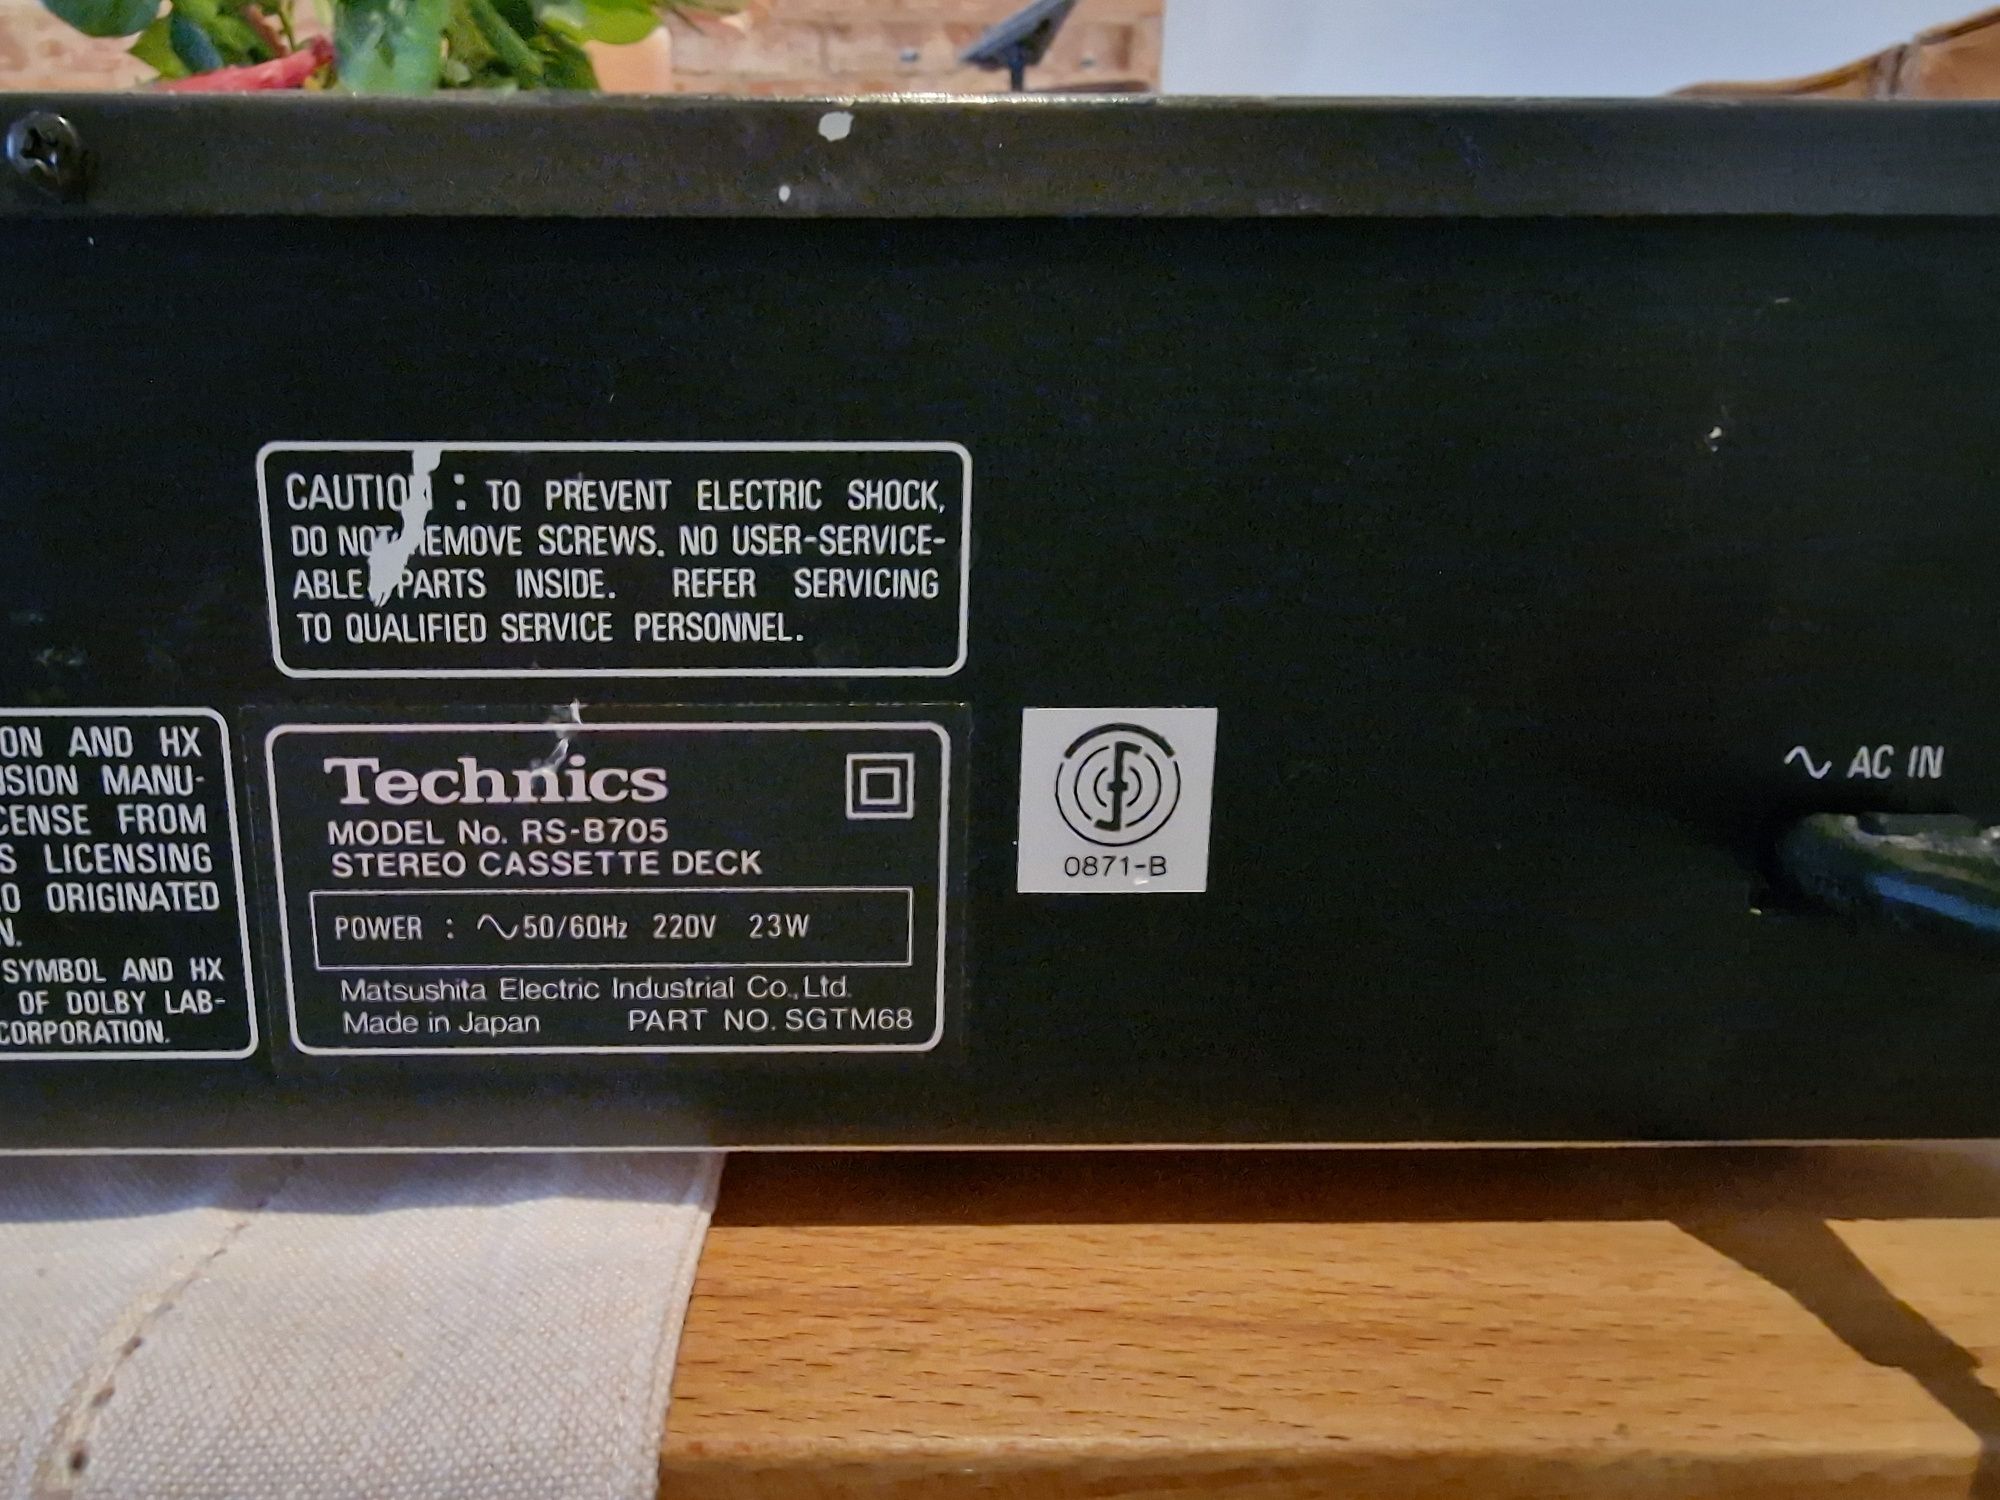 CAUTION : TO PREVENT ELECTRIC SHOCK,
DO NOT REMOVE SCREWS. NO USER-SERVICE-
ABLE PARTS INSIDE. REFER SERVICING
TO QUALIFIED SERVICE PERSONNEL.
ON AND HX
MANU-
FROM
LICENSING
ORIGINATED
SYMBOL AND HX
OF DOLBY LAB-
CORPORATION.
Technics
MODEL No. RS-B705
STEREO CASSETTE DECK
POWER : ∿50/60Hz 220V 23W
Matsushita Electric Industrial Co., Ltd.
Made in Japan PART NO. SGTM68
0871-B
∿ AC IN